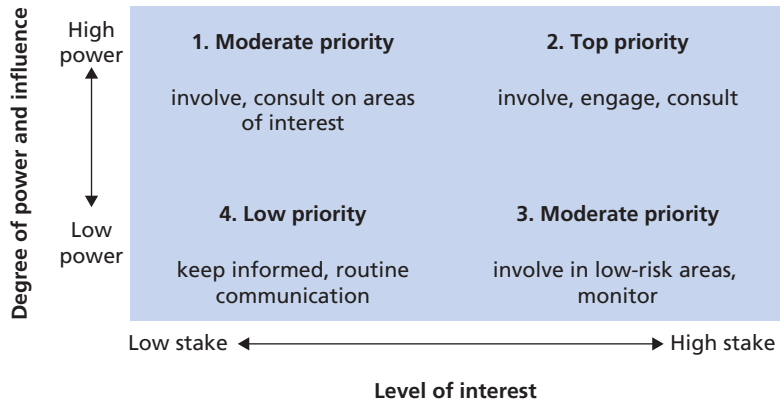 Degree of power and influence
High
power
Low
power
1. Moderate priority
involve, consult on areas
of interest
2. Top priority
involve, engage, consult
4. Low priority
keep informed, routine
communication
3. Moderate priority
involve in low-risk areas,
monitor
Low stake
High stake
Level of interest